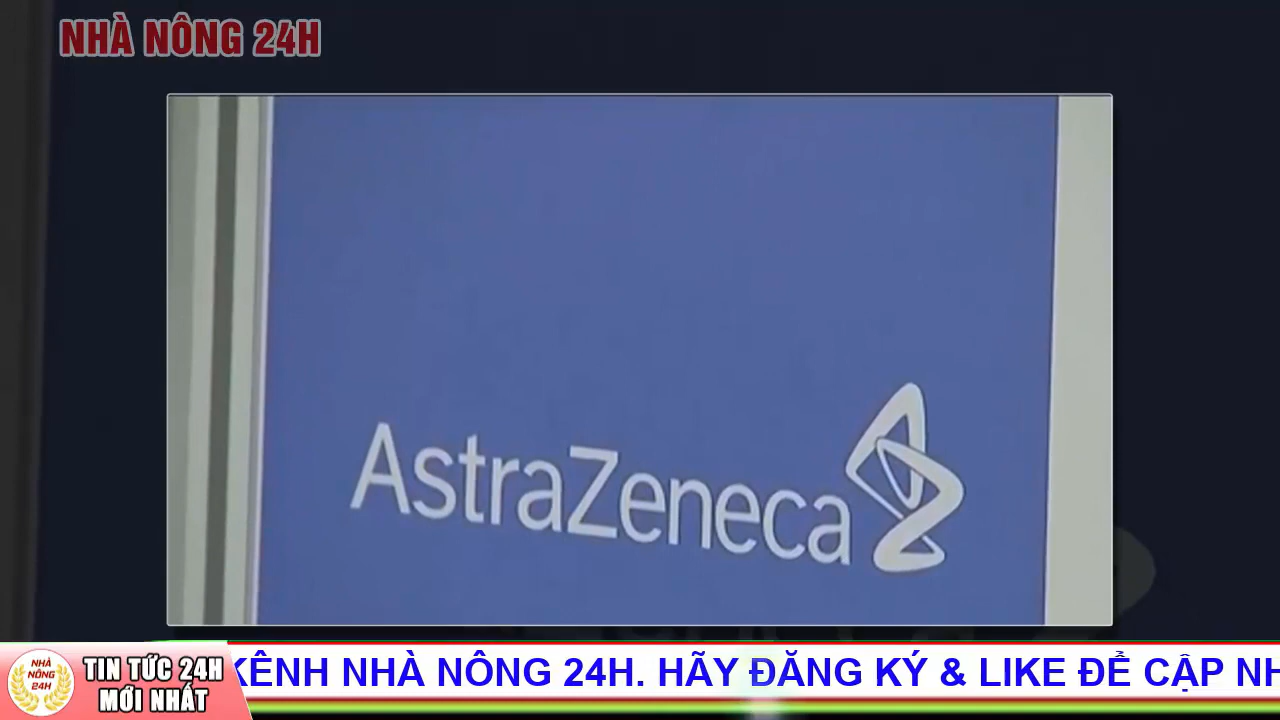 NHÀ NÔNG 24H
AstraZeneca
NHÀ
NÔNG
24H
TIN TỨC 24H
MỚI NHẤT
KÊNH NHÀ NÔNG 24H. HÃY ĐĂNG KÝ & LIKE ĐỂ CẬP NH